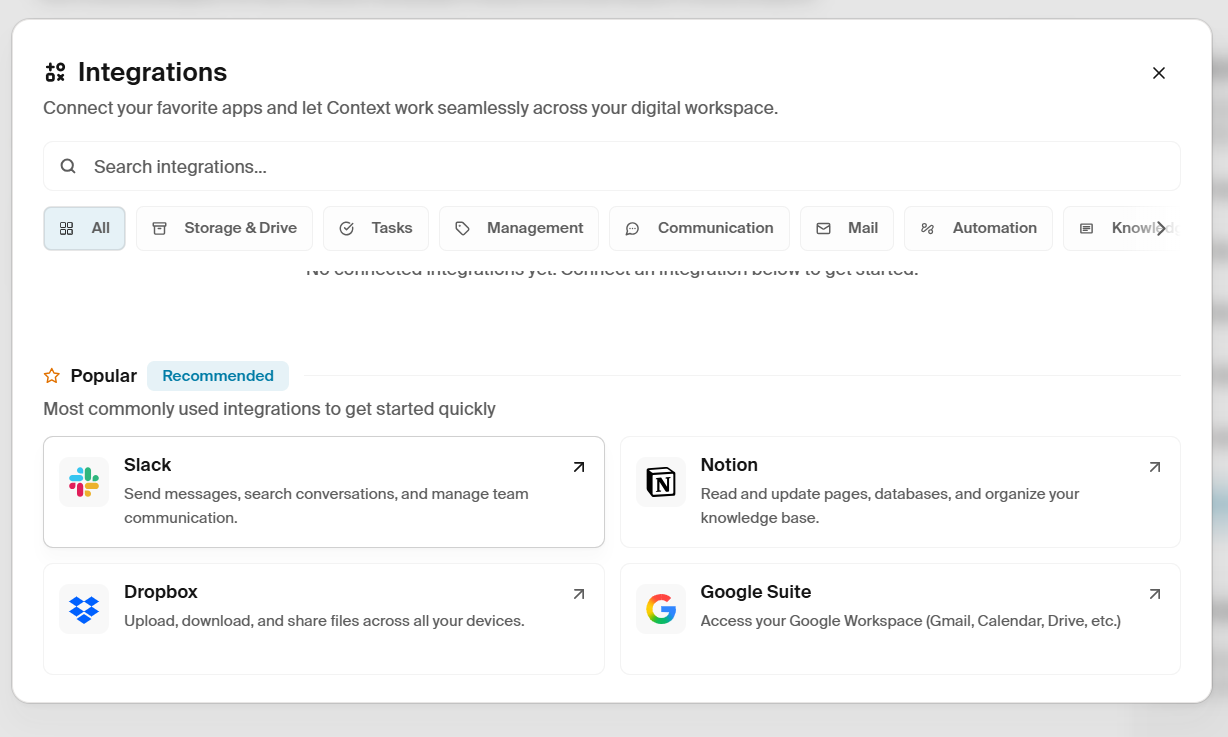 Integrations
Connect your favorite apps and let Context work seamlessly across your digital workspace.
Search integrations...
All Storage & Drive Tasks Management Communication Mail Automation
No connected integrations yet. Connect an integration below to get started.
Popular Recommended
Most commonly used integrations to get started quickly
Slack
Send messages, search conversations, and manage team
communication.
Notion
Read and update pages, databases, and organize your
knowledge base.
Dropbox
Upload, download, and share files across all your devices.
Google Suite
Access your Google Workspace (Gmail, Calendar, Drive, etc.)